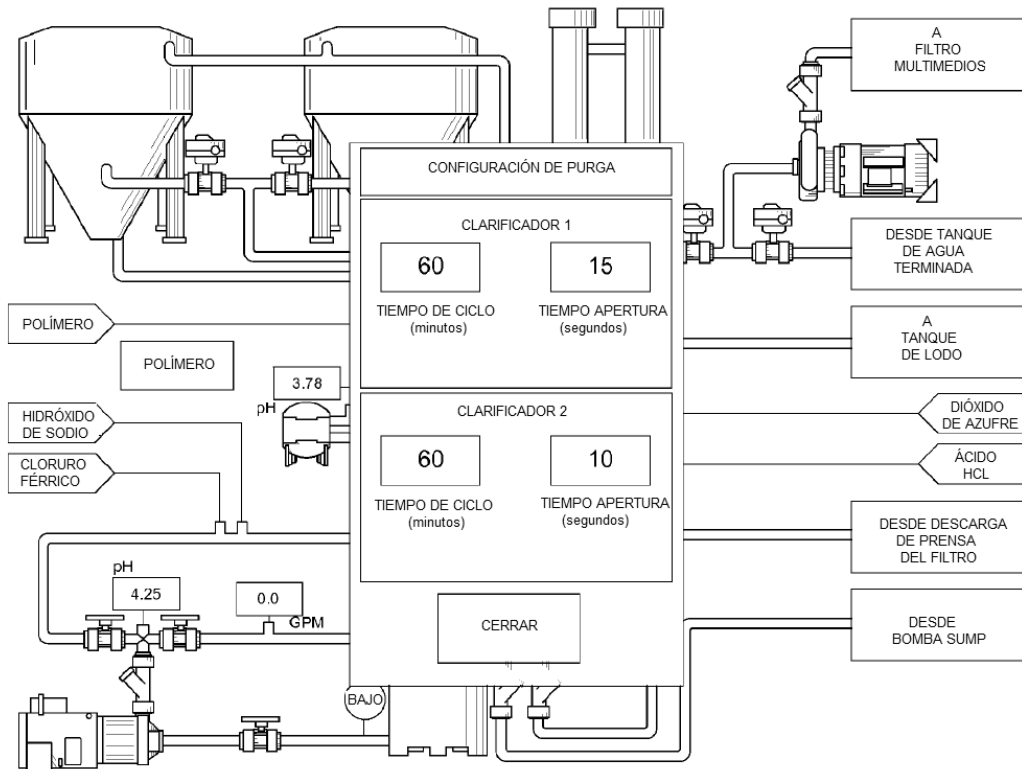 A
FILTRO
MULTIMEDIOS
CONFIGURACIÓN DE PURGA
CLARIFICADOR 1
60
15
TIEMPO DE CICLO
(minutos)
TIEMPO APERTURA
(segundos)
DESDE TANQUE
DE AGUA
TERMINADA
POLÍMERO
A
TANQUE
DE LODO
POLÍMERO
3.78
pH
CLARIFICADOR 2
60
10
TIEMPO DE CICLO
(minutos)
TIEMPO APERTURA
(segundos)
HIDRÓXIDO
DE SODIO
DIÓXIDO
DE AZUFRE
CLORURO
FÉRRICO
ÁCIDO
HCL
DESDE DESCARGA
DE PRENSA
DEL FILTRO
pH
4.25
0.0
GPM
CERRAR
DESDE
BOMBA SUMP
BAJO